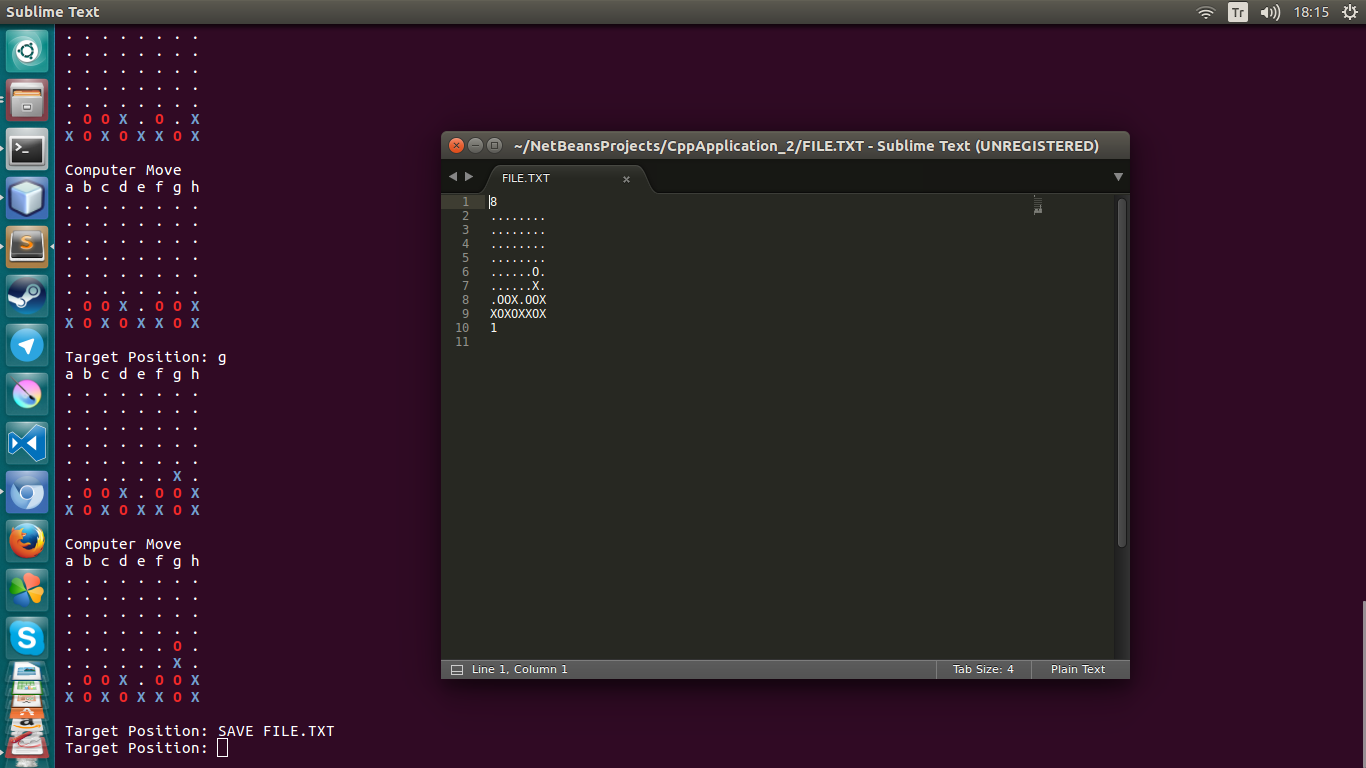 Sublime Text
Tr
18:15
. . . . . . . .
. . . . . . . .
. . . . . . . .
. . . . . . . .
. . . . . . . .
. O O X . O . X
X O X O X X O X
Computer Move
a b c d e f g h
. . . . . . . .
. . . . . . . .
. . . . . . . .
. . . . . . . .
. . . . . . . .
. . . . . . . .
. O O X . O O X
X O X O X X O X
Target Position: g
a b c d e f g h
. . . . . . . .
. . . . . . . .
. . . . . . . .
. . . . . . . .
. . . . . . . .
. . . . . . X .
. O O X . O O X
X O X O X X O X
Computer Move
a b c d e f g h
. . . . . . . .
. . . . . . . .
. . . . . . . .
. . . . . . . .
. . . . . . O .
. . . . . . X .
. O O X . O O X
X O X O X X O X
Target Position: SAVE FILE.TXT
Target Position:
~/NetBeansProjects/CppApplication_2/FILE.TXT - Sublime Text (UNREGISTERED)
FILE.TXT
1 8
2 ........
3 ........
4 ........
5 ........
6 ......O.
7 ......X.
8 .OOX.OOX
9 XOXOXXOX
10 1
11
Line 1, Column 1
Tab Size: 4
Plain Text